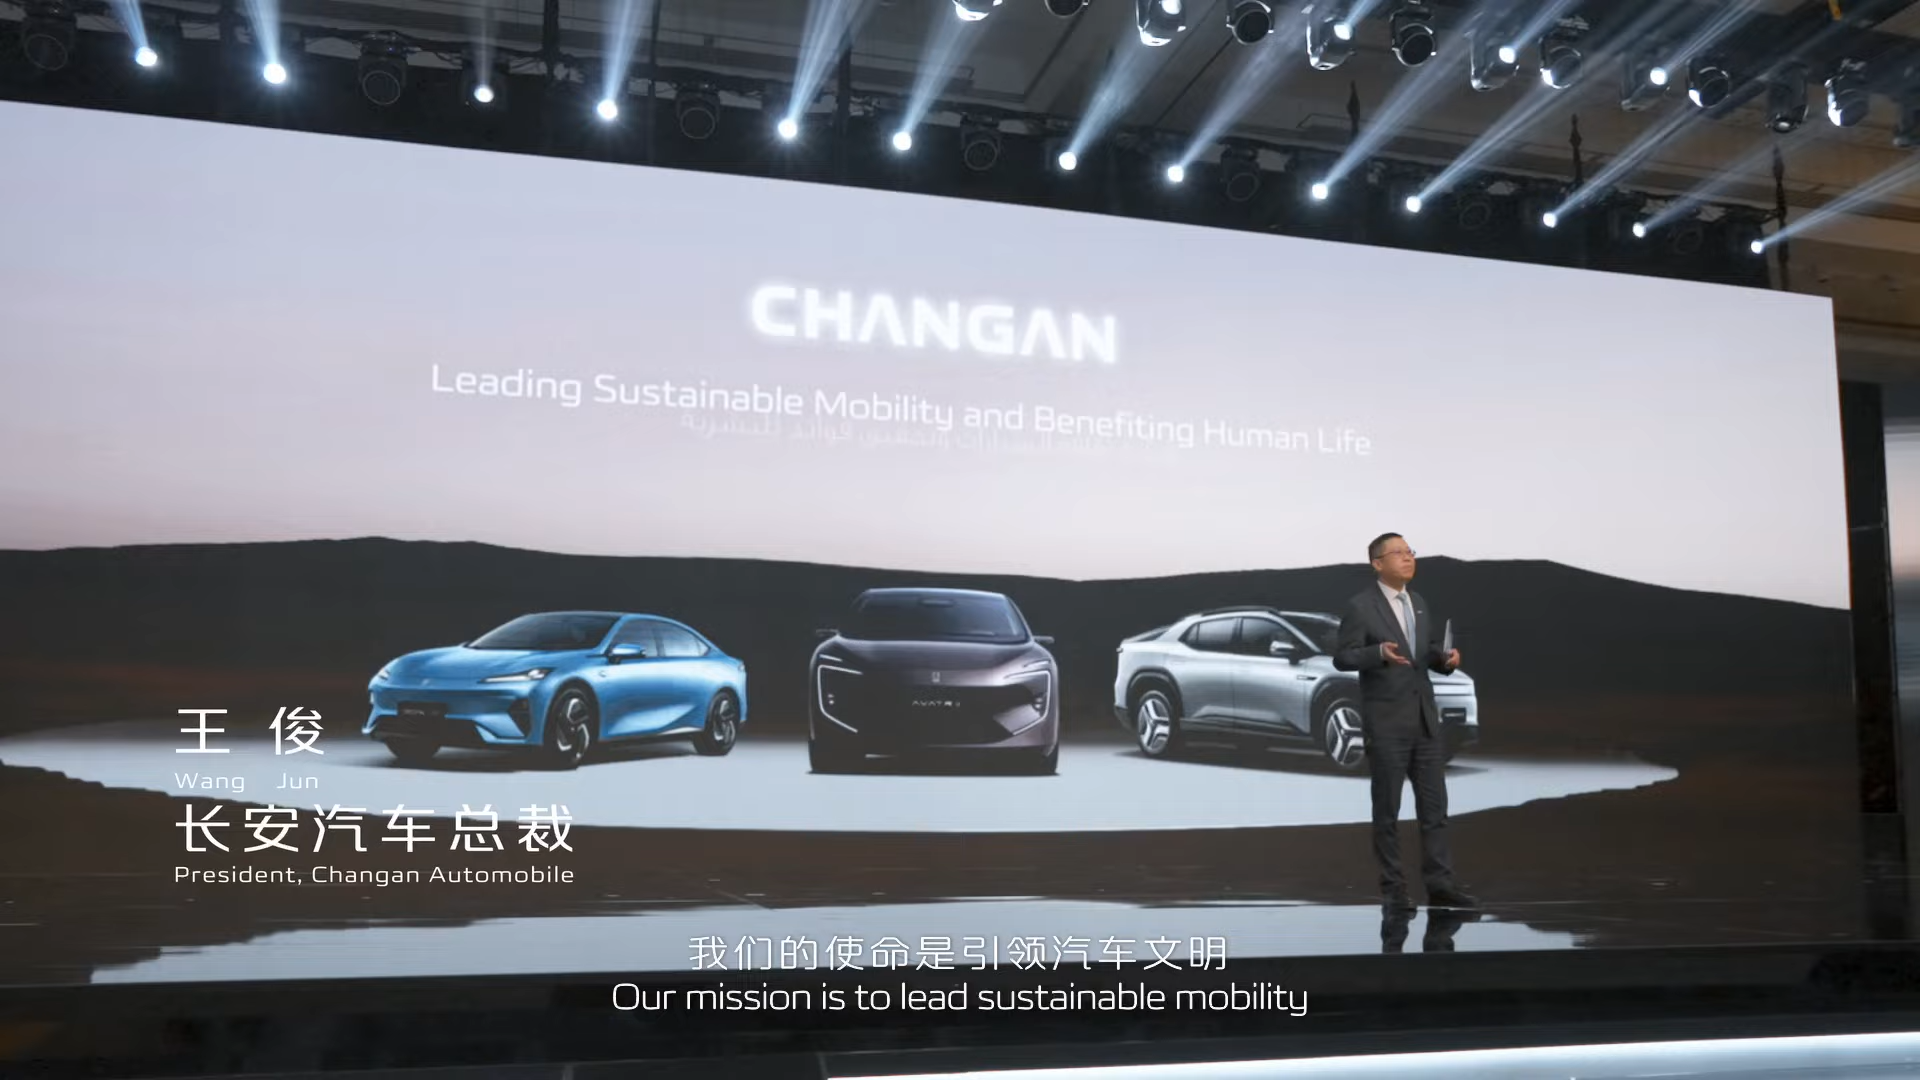 CHANGAN
Leading Sustainable Mobility and Benefiting Human Life
AVATR
王 俊
Wang Jun
长安汽车总裁
President, Changan Automobile
我们的使命是引领汽车文明
Our mission is to lead sustainable mobility